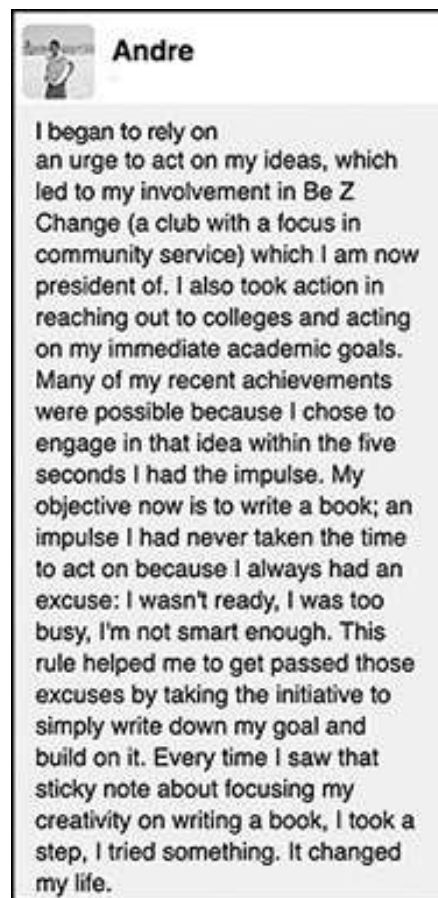 Andre
I began to rely on
an urge to act on my ideas, which
led to my involvement in Be Z
Change (a club with a focus in
community service) which I am now
president of. I also took action in
reaching out to colleges and acting
on my immediate academic goals.
Many of my recent achievements
were possible because I chose to
engage in that idea within the five
seconds I had the impulse. My
objective now is to write a book; an
impulse I had never taken the time
to act on because I always had an
excuse: I wasn't ready, I was too
busy, I'm not smart enough. This
rule helped me to get passed those
excuses by taking the initiative to
simply write down my goal and
build on it. Every time I saw that
sticky note about focusing my
creativity on writing a book, I took a
step, I tried something. It changed
my life.